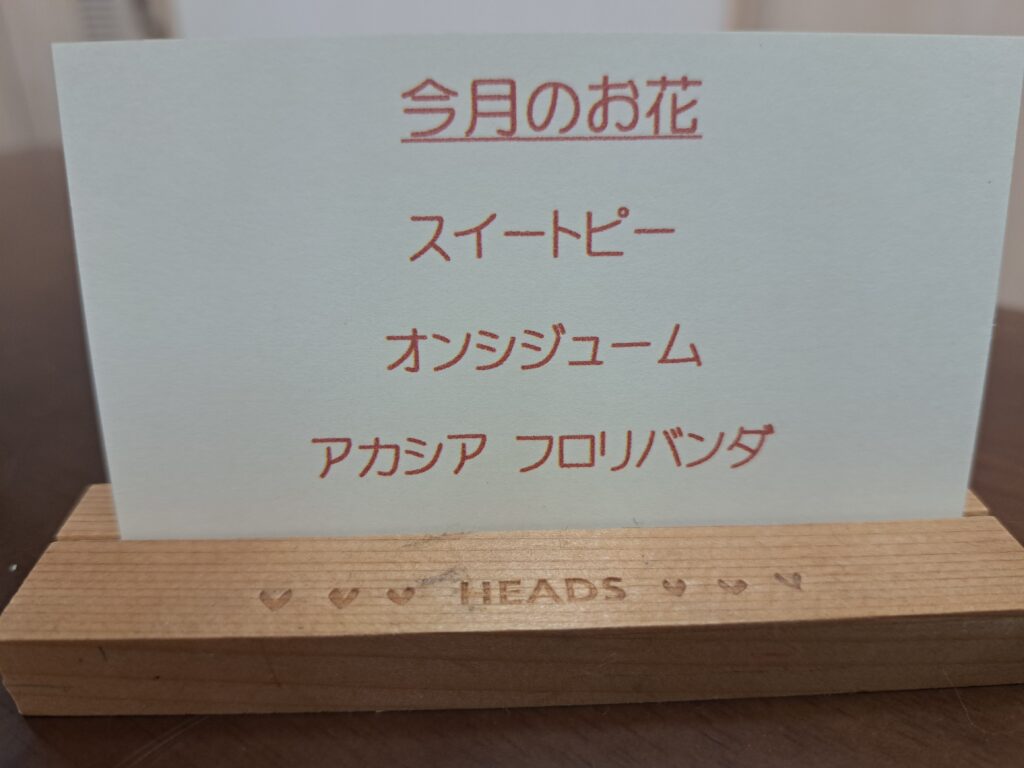 今月のお花
スイートピー
オンシジューム
アカシア フロリバンダ
HEADS